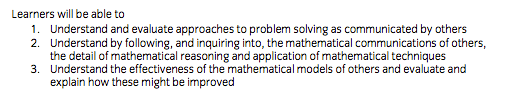 Learners will be able to
1. Understand and evaluate approaches to problem solving as communicated by others
2. Understand by following, and inquiring into, the mathematical communications of others,
the detail of mathematical reasoning and application of mathematical techniques
3. Understand the effectiveness of the mathematical models of others and evaluate and
explain how these might be improved